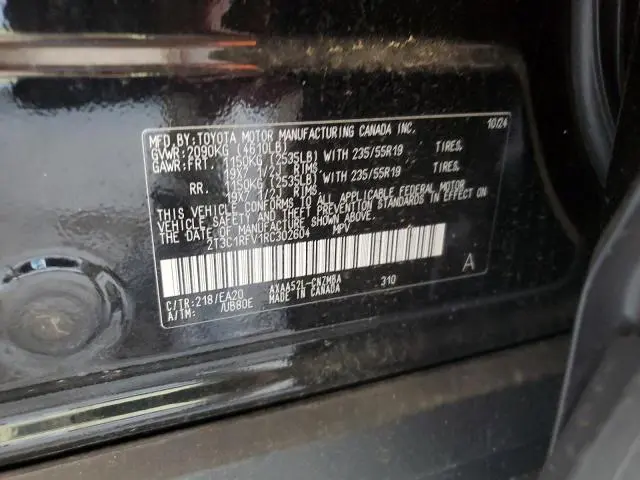 MFD.BY:TOYOTA MOTOR MANUFACTURING CANADA INC. 10/24
GVWR:2090KG (4610LB)
GAWR:FRT. 1150KG (2535LB) WITH 235/55R19 TIRES,
19X7 1/2J RIMS
RR. 1150KG (2535LB) WITH 235/55R19 TIRES,
19X7 1/2J RIMS
THIS VEHICLE CONFORMS TO ALL APPLICABLE FEDERAL MOTOR
VEHICLE SAFETY AND THEFT PREVENTION STANDARDS IN EFFECT
ON THE DATE OF MANUFACTURE SHOWN ABOVE.
2T3C1RFV1RC302604 MPV
A
C/TR:218/EA20 AXAA52L-CNZMBA 310
A/TM: /UB80E MADE IN CANADA